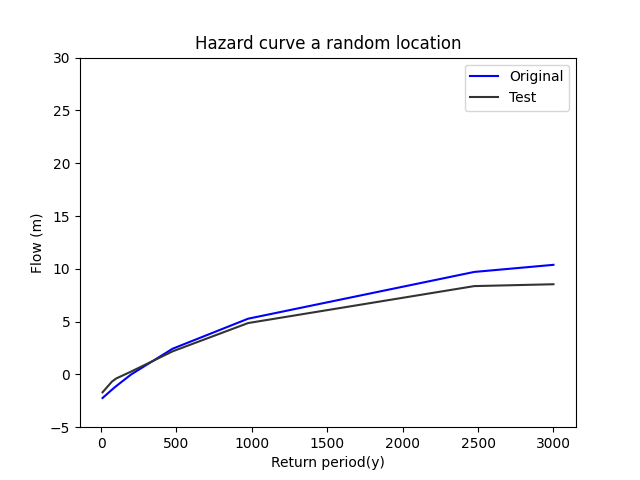 Hazard curve a random location
Original
Test
30
25
20
15
10
5
0
−5
Flow (m)
0 500 1000 1500 2000 2500 3000
Return period(y)